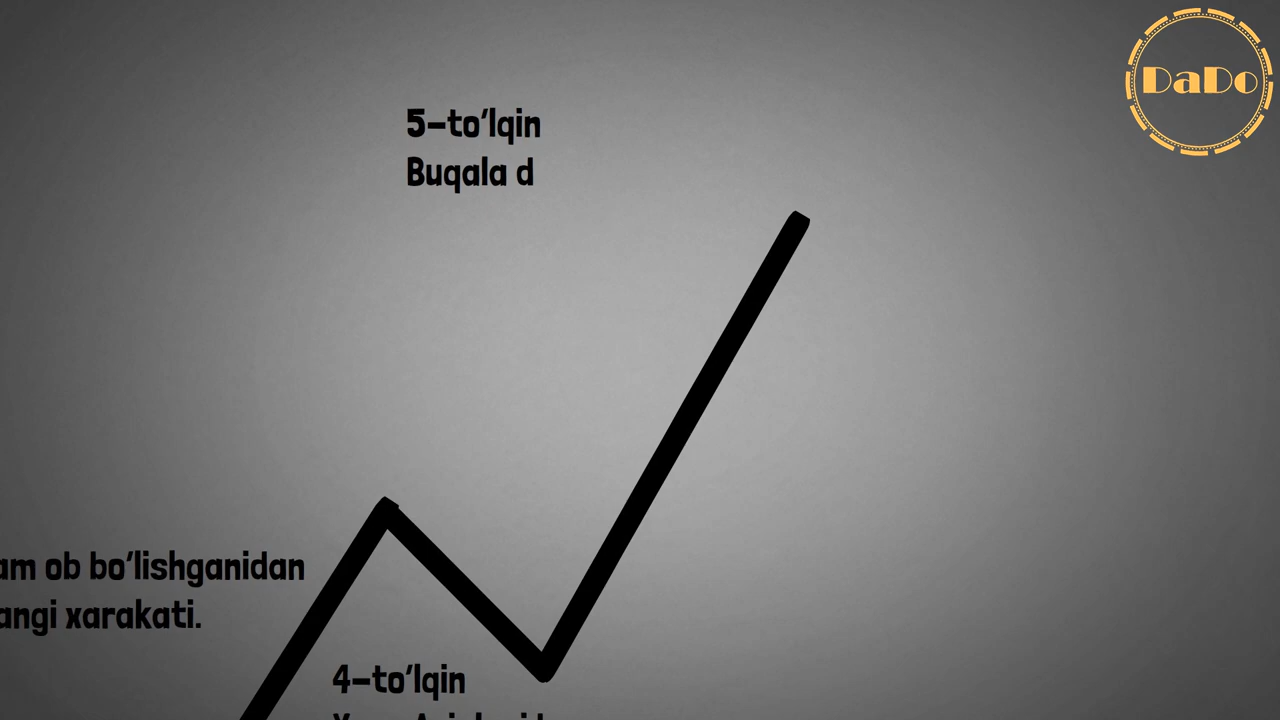 DaDo
5-to'lqin
Buqala d
am ob bo'lishganidan
angi xarakati.
4-to'lqin